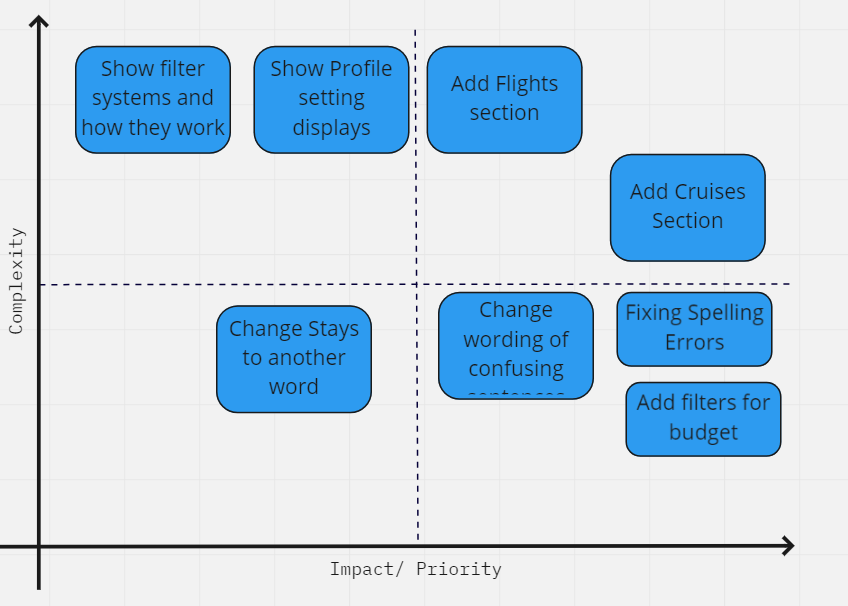 Show filter
systems and
how they work
Show Profile
setting
displays
Add Flights
section
Add Cruises
Section
Complexity
Change Stays
to another
word
Change
wording of
confusing
Fixing Spelling
Errors
Add filters for
budget
Impact/ Priority